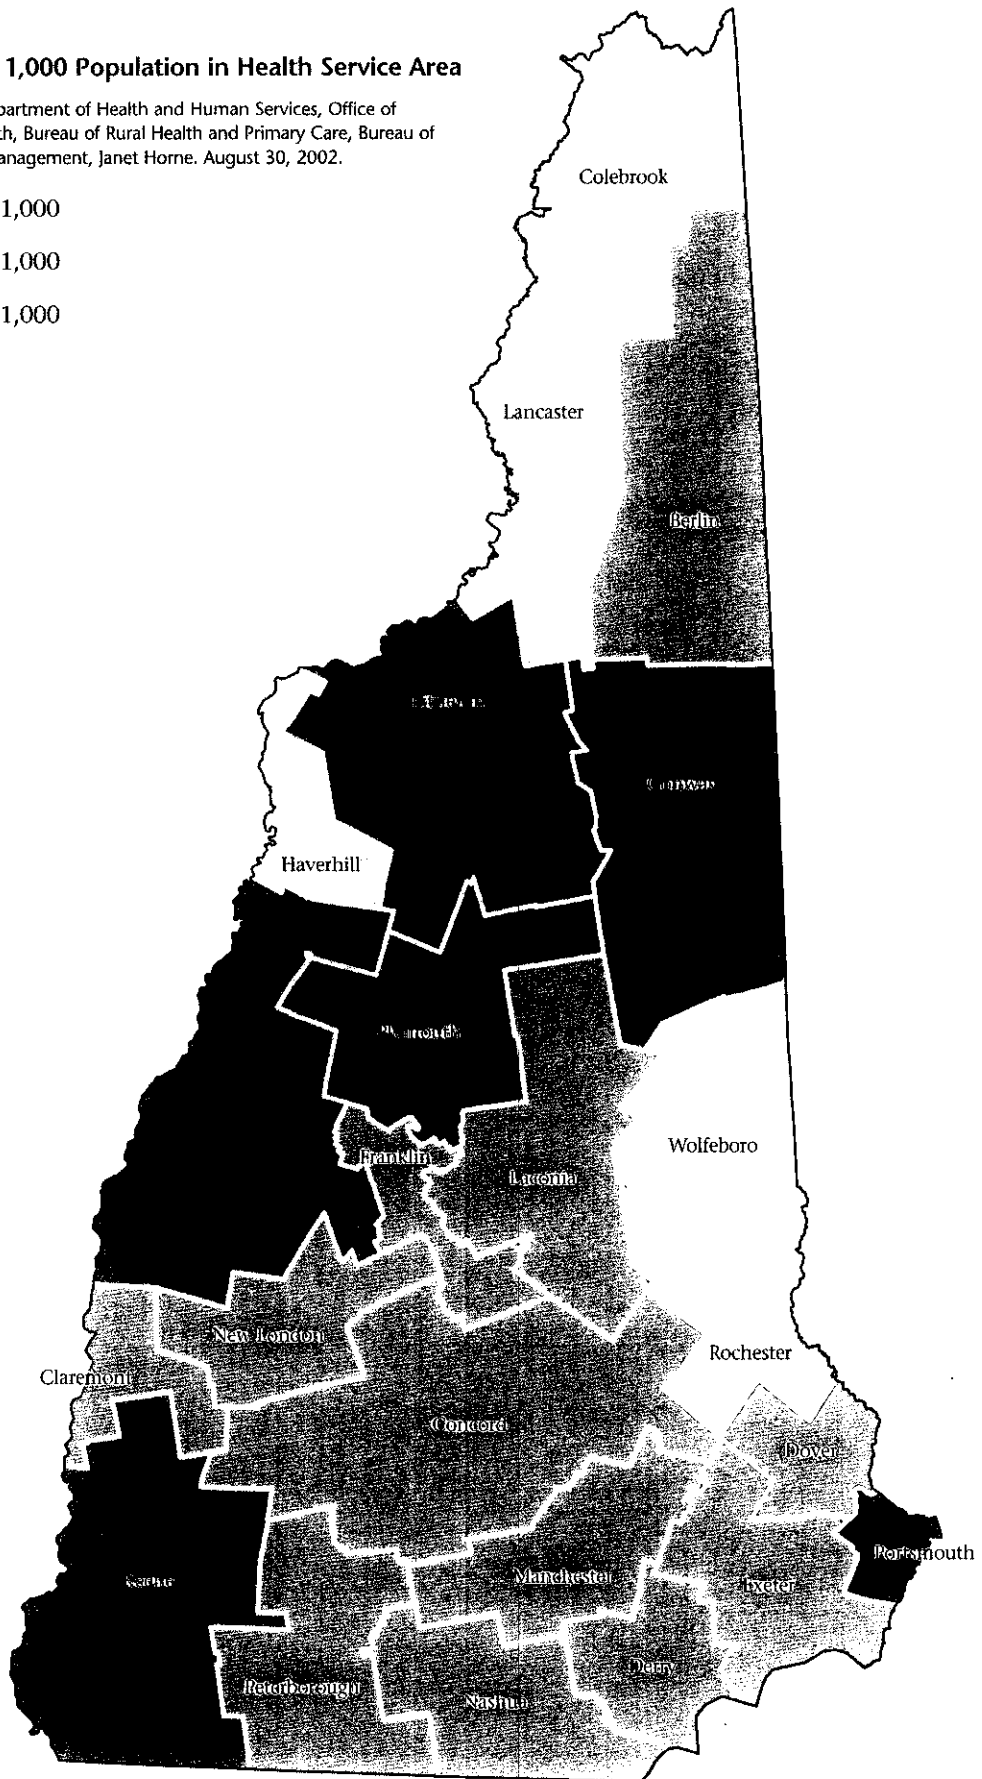 1,000 Population in Health Service Area
partment of Health and Human Services, Office of
th, Bureau of Rural Health and Primary Care, Bureau of
anagement, Janet Horne. August 30, 2002.
1,000
1,000
1,000
Colebrook
Lancaster
Berlin
Conway
Haverhill
Plymouth
Wolfeboro
Franklin
Laconia
New London
Rochester
Claremont
Concord
Dover
Portsmouth
Manchester
Exeter
Keene
Derry
Peterborough
Nashua